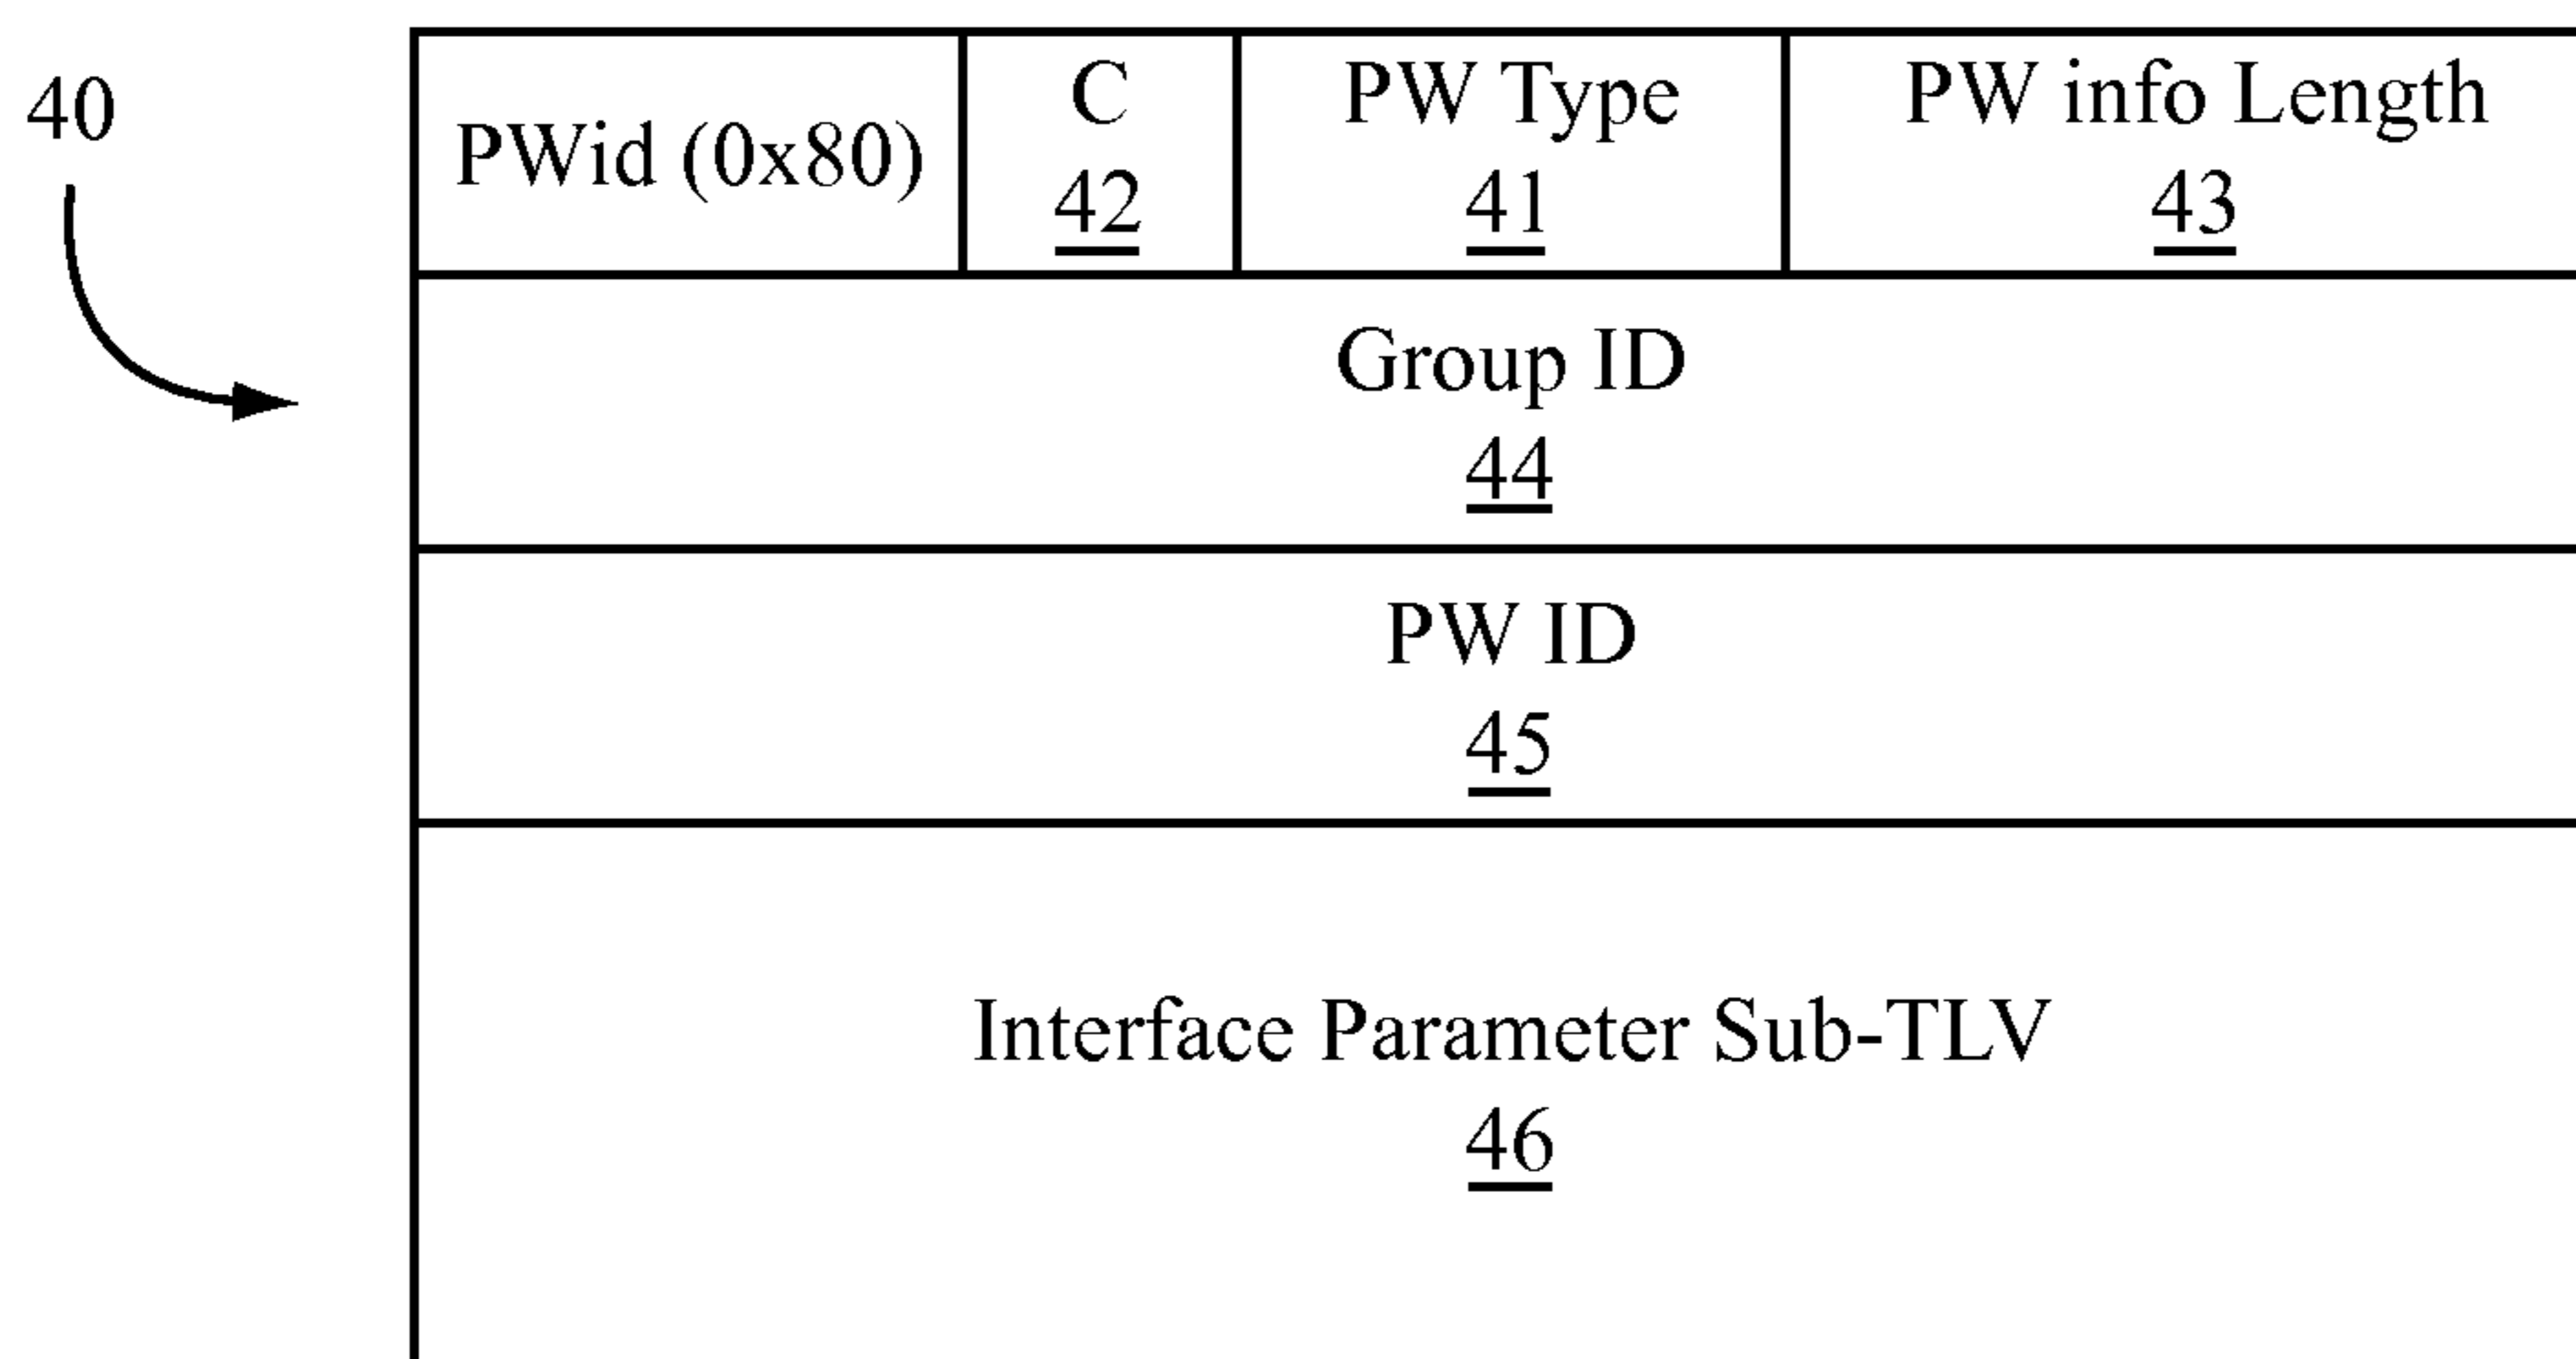 40
PWid (0x80)
C
42
PW Type
41
PW info Length
43
Group ID
44
PW ID
45
Interface Parameter Sub-TLV
46